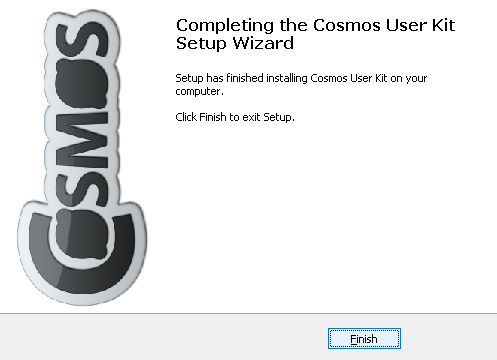 Cosmos
Completing the Cosmos User Kit
Setup Wizard
Setup has finished installing Cosmos User Kit on your
computer.
Click Finish to exit Setup.
Finish